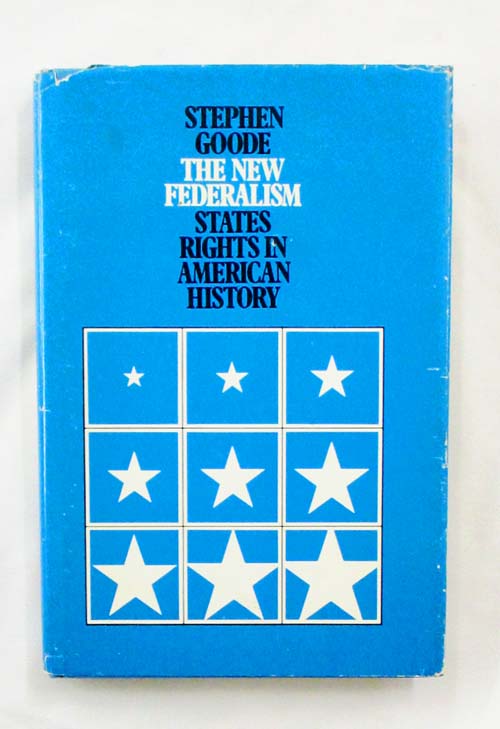 STEPHEN
GOODE
THE NEW
FEDERALISM
STATES
RIGHTS IN
AMERICAN
HISTORY